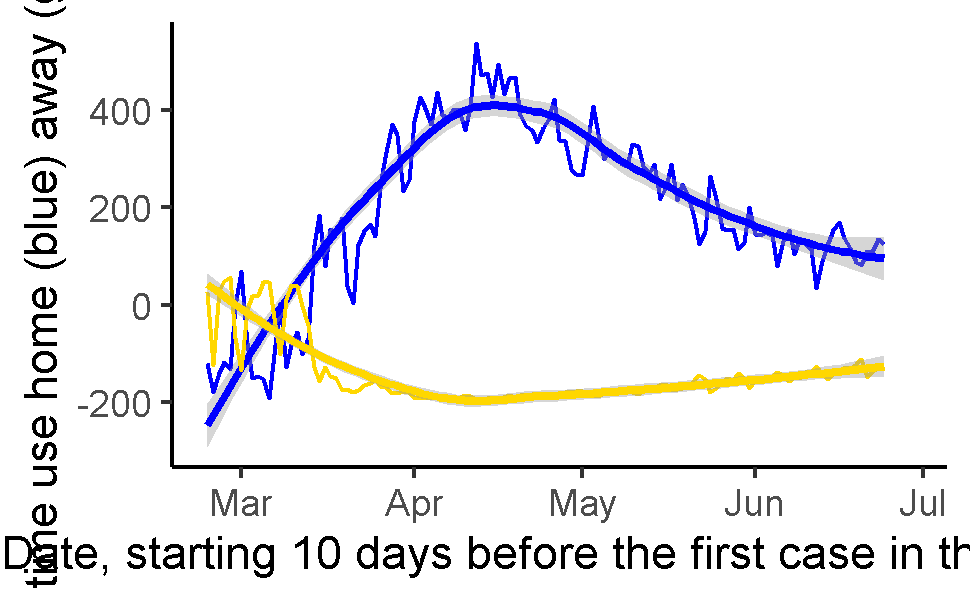 time use home (blue) away (
400
200
0
-200
Mar Apr May Jun Jul
Date, starting 10 days before the first case in th